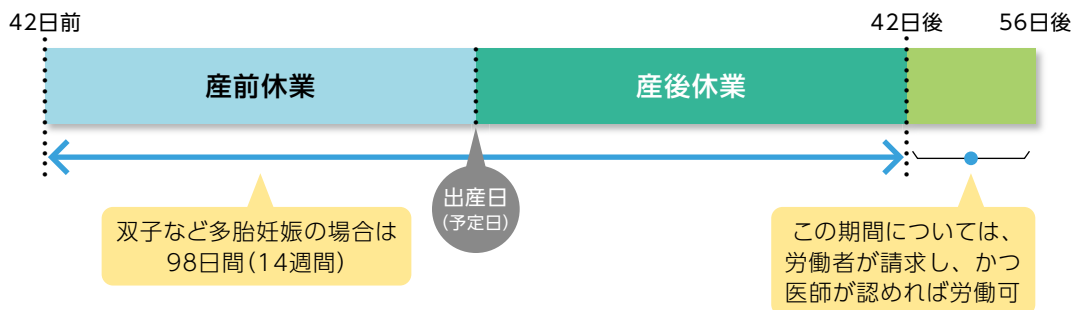 42日前
42日後
56日後
産前休業
産後休業
出産日
(予定日)
双子など多胎妊娠の場合は
98日間(14週間)
この期間については、
労働者が請求し、かつ
医師が認めれば労働可